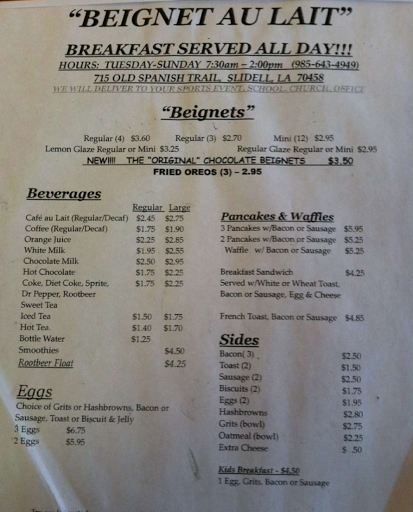 "BEIGNET AU LAIT"
BREAKFAST SERVED ALL DAY!!!
HOURS: TUESDAY-SUNDAY 7:30am – 2:00pm (985-643-4949)
715 OLD SPANISH TRAIL, SLIDELL, LA 70458
WE WILL DELIVER TO YOUR SPORTS EVENT, SCHOOL, CHURCH, OFFICE
"Beignets"
Regular (4) $3.60 Regular (3) $2.70 Mini (12) $2.95
Lemon Glaze Regular or Mini $3.25 Regular Glaze Regular or Mini $2.95
NEW!!!! THE "ORIGINAL" CHOCOLATE BEIGNETS $3.50
FRIED OREOS (3) – 2.95
Beverages
Regular Large
Café au Lait (Regular/Decaf) $2.45 $2.75
Coffee (Regular/Decaf) $1.75 $1.90
Orange Juice $2.25 $2.85
White Milk $1.95 $2.55
Chocolate Milk $2.50 $2.95
Hot Chocolate $1.75 $2.25
Coke, Diet Coke, Sprite, $1.75 $2.25
Dr Pepper, Rootbeer
Sweet Tea
Iced Tea $1.50 $1.75
Hot Tea $1.40 $1.70
Bottle Water $1.25
Smoothies $4.50
Rootbeer Float $4.25
Eggs
Choice of Grits or Hashbrowns, Bacon or
Sausage, Toast or Biscuit & Jelly
3 Eggs $6.75
2 Eggs $5.95
Pancakes & Waffles
3 Pancakes w/Bacon or Sausage $5.95
2 Pancakes w/Bacon or Sausage $5.25
Waffle w/ Bacon or Sausage $5.25
Breakfast Sandwich $4.25
Served w/White or Wheat Toast,
Bacon or Sausage, Egg & Cheese
French Toast, Bacon or Sausage $4.85
Sides
Bacon( 3) $2.50
Toast (2) $1.50
Sausage (2) $2.50
Biscuits (2) $1.75
Eggs (2) $1.95
Hashbrowns $2.80
Grits (bowl) $2.75
Oatmeal (bowl) $2.25
Extra Cheese $ .50
Kids Breakfast - $4.50
1 Egg, Grits, Bacon or Sausage